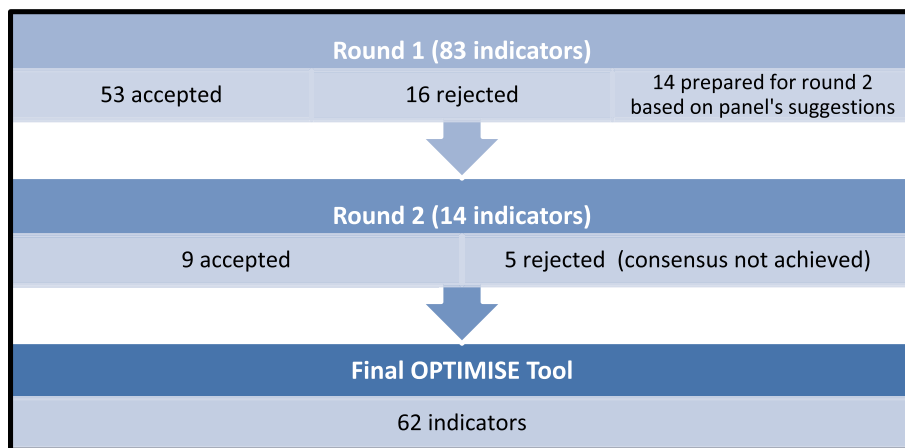 Round 1 (83 indicators)
53 accepted
16 rejected
14 prepared for round 2
based on panel's suggestions
Round 2 (14 indicators)
9 accepted
5 rejected  (consensus not achieved)
Final OPTIMISE Tool
62 indicators